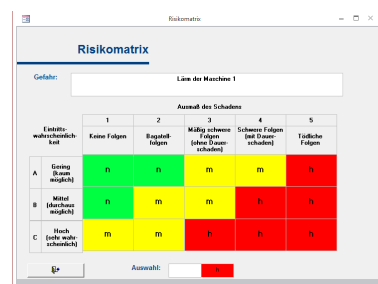 Risikomatrix
Risikomatrix
Gefahr:
Lärm der Maschine 1
Ausmaß des Schadens
Eintritts-
wahrscheinlich-
keit
1
2
3
4
5
Keine Folgen
Bagatell-
folgen
Mäßig schwere
Folgen
(ohne Dauer-
schaden)
Schwere Folgen
(mit Dauer-
schaden)
Tödliche
Folgen
A
Gering
(kaum
möglich)
n
n
m
m
h
B
Mittel
(durchaus
möglich)
n
m
m
h
h
C
Hoch
(sehr wahr-
scheinlich)
m
m
h
h
h
Auswahl:
h